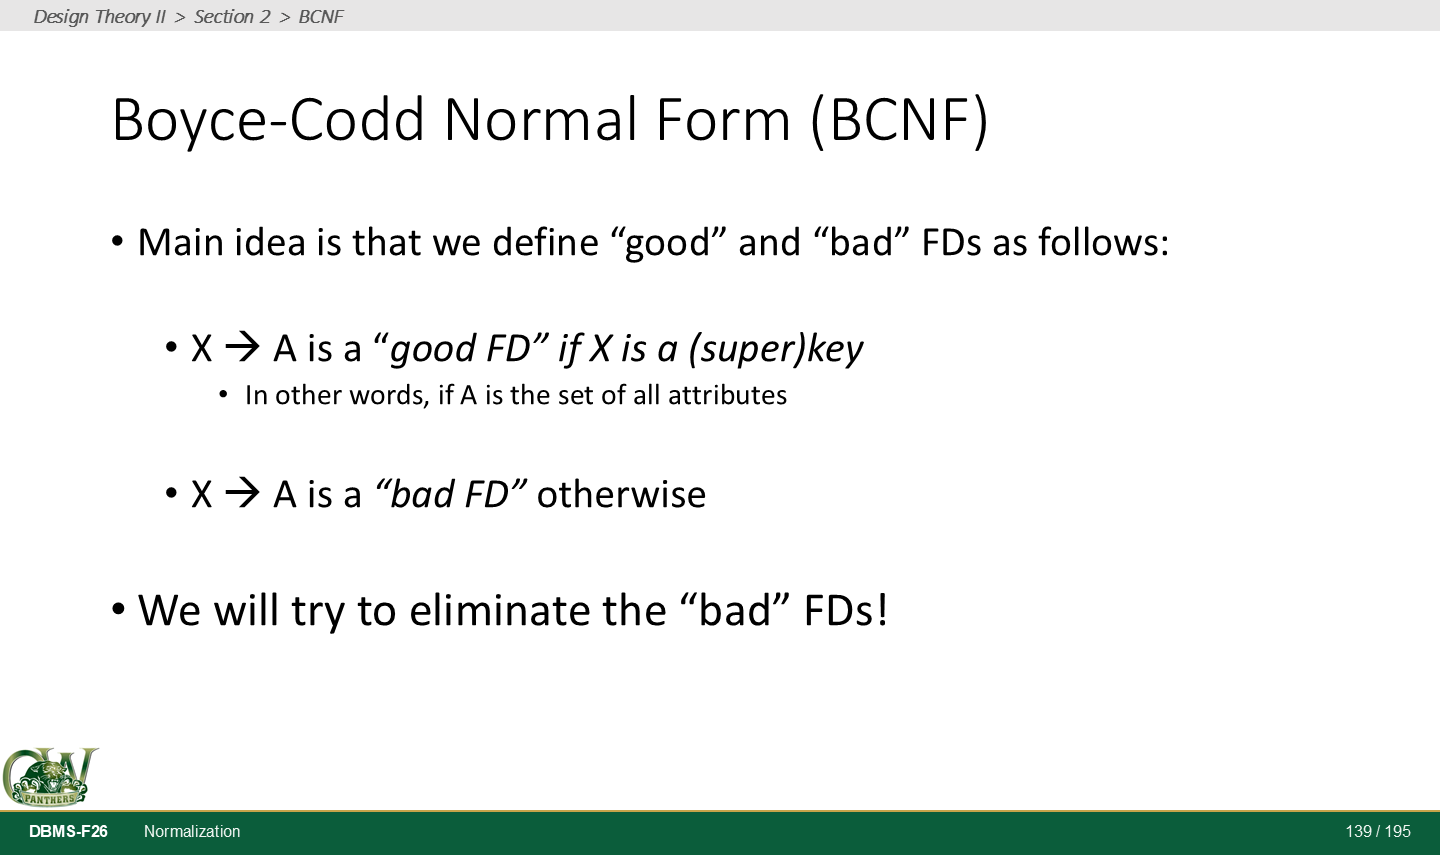 Design Theory II > Section 2 > BCNF
Boyce-Codd Normal Form (BCNF)
• Main idea is that we define “good” and “bad” FDs as follows:
• X → A is a “good FD” if X is a (super)key
• In other words, if A is the set of all attributes
• X → A is a “bad FD” otherwise
• We will try to eliminate the “bad” FDs!
OW
PANTHERS
DBMS-F26 Normalization 139 / 195